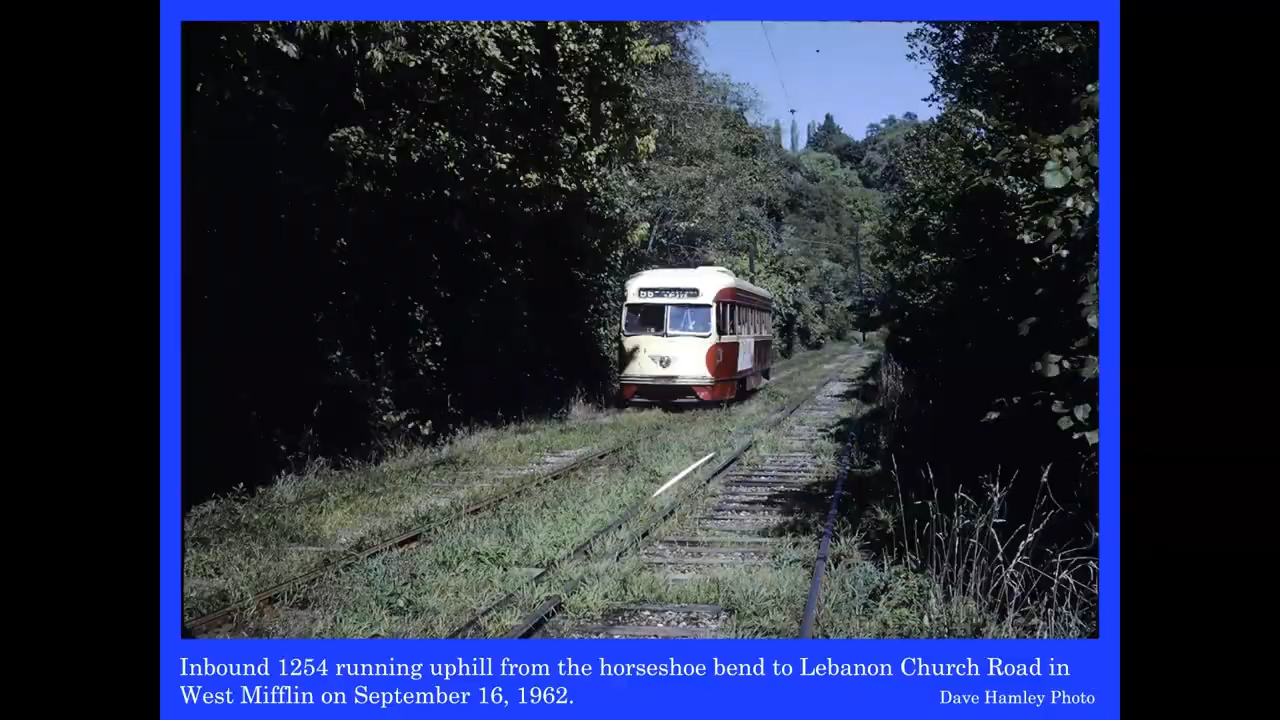 56
Inbound 1254 running uphill from the horseshoe bend to Lebanon Church Road in
West Mifflin on September 16, 1962.
Dave Hamley Photo